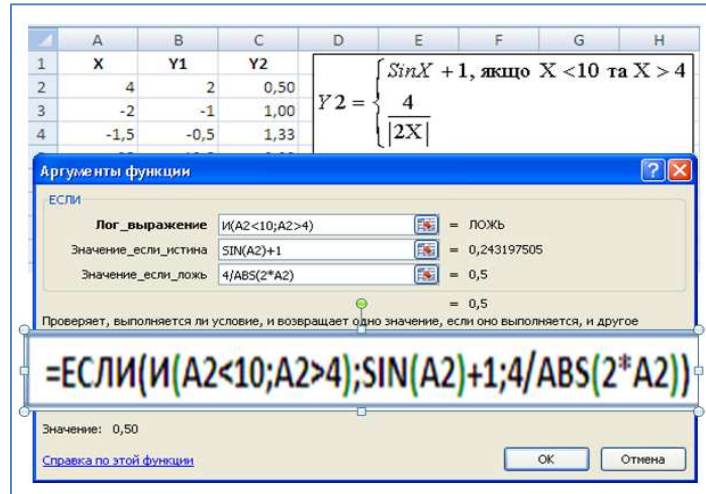 A B C D E F G H
1 X Y1 Y2
2 4 2 0,50
3 -2 -1 1,00
4 -1,5 -0,5 1,33
Y2 = { SinX + 1, якщо X <10 та X > 4
4
|2X|
Аргументы функции
ЕСЛИ
Лог_выражение И(A2<10;A2>4) = ЛОЖЬ
Значение_если_истина SIN(A2)+1 = 0,243197505
Значение_если_ложь 4/ABS(2*A2) = 0,5
= 0,5
Проверяет, выполняется ли условие, и возвращает одно значение, если оно выполняется, и другое
=ЕСЛИ(И(A2<10;A2>4);SIN(A2)+1;4/ABS(2*A2))
Значение: 0,50
Справка по этой функции
ОК Отмена